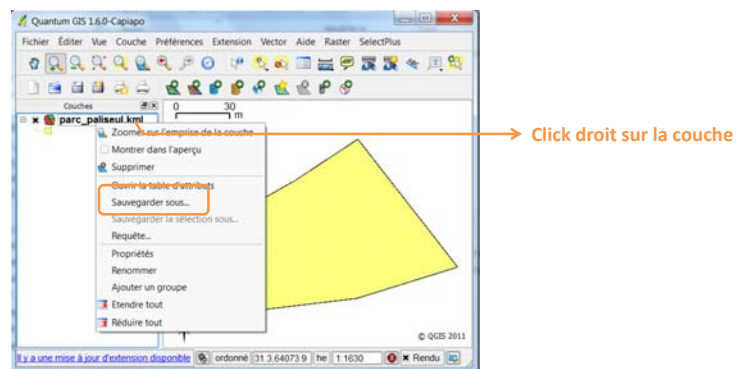 Quantum GIS 1.6.0-Capiapo
Fichier Éditer Vue Couche Préférences Extension Vector Aide Raster SelectPlus
Couches
0 30
m
parc_paliseul.kml
Zoomer sur l'emprise de la couche
Click droit sur la couche
Montrer dans l'aperçu
Supprimer
Ouvrir la table d'attributs
Sauvegarder sous...
Sauvegarder la sélection sous...
Requête...
Propriétés
Renommer
Ajouter un groupe
Etendre tout
Réduire tout
© QGIS 2011
Il y a une mise à jour d'extension disponible ordonné 31.3,64073.9 he 1:1630 Rendu